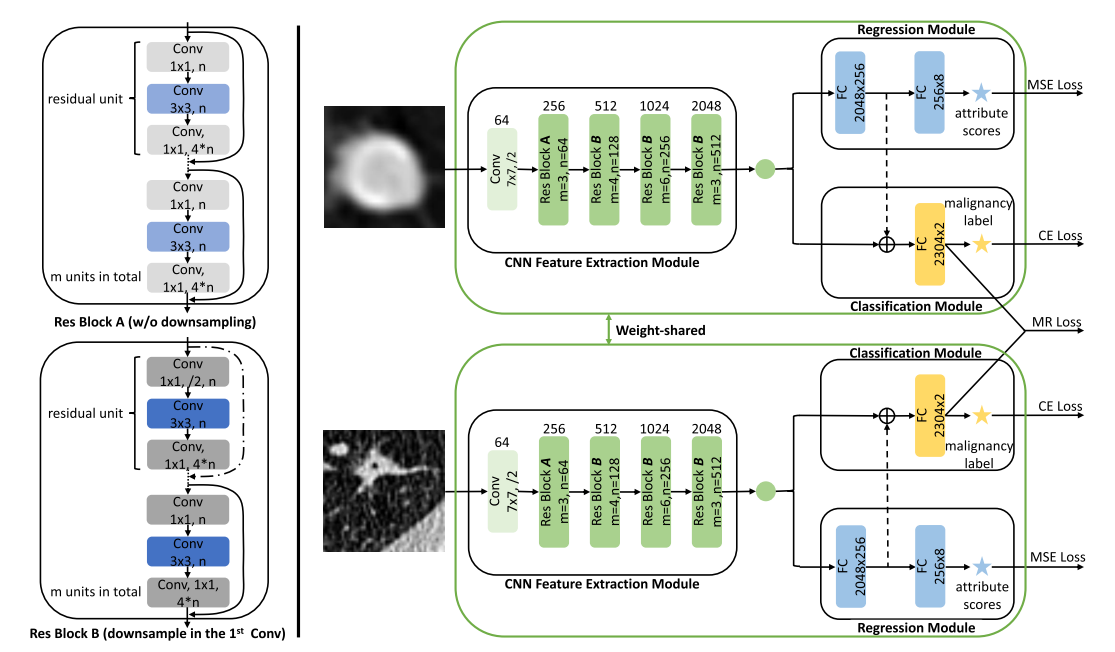 Conv
1x1, n
residual unit
Conv
3x3, n
Conv,
1x1, 4*n
Conv
1x1, n
Conv
3x3, n
m units in total
Conv,
1x1, 4*n
Res Block A (w/o downsampling)
Conv
1x1, /2, n
residual unit
Conv
3x3, n
Conv,
1x1, 4*n
Conv
1x1, n
Conv
3x3, n
m units in total
Conv, 1x1,
4*n
Res Block B (downsample in the 1st Conv)
64
Conv
7x7, /2
256
Res Block A
m=3, n=64
512
Res Block B
m=4,n=128
1024
Res Block B
m=6,n=256
2048
Res Block B
m=3 ,n=512
CNN Feature Extraction Module
Regression Module
FC
2048x256
FC
256x8
attribute
scores
MSE Loss
malignancy
label
FC
2304x2
CE Loss
Classification Module
Weight-shared
MR Loss
Classification Module
FC
2304x2
malignancy
label
CE Loss
64
Conv
7x7, /2
256
Res Block A
m=3, n=64
512
Res Block B
m=4,n=128
1024
Res Block B
m=6,n=256
2048
Res Block B
m=3 ,n=512
CNN Feature Extraction Module
FC
2048x256
FC
256x8
attribute
scores
MSE Loss
Regression Module